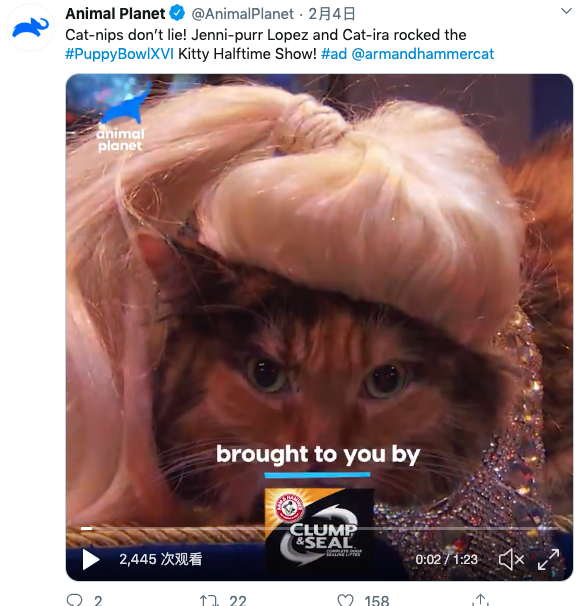 Animal Planet @AnimalPlanet · 2月4日
Cat-nips don’t lie! Jenni-purr Lopez and Cat-ira rocked the
#PuppyBowlXVI Kitty Halftime Show! #ad @armandhammercat
animal
planet
brought to you by
ARM & HAMMER
CLUMP
&SEAL
COMPLETE ODOR
SEALING LITTER
2,445 次观看
0:02 / 1:23
2
22
158